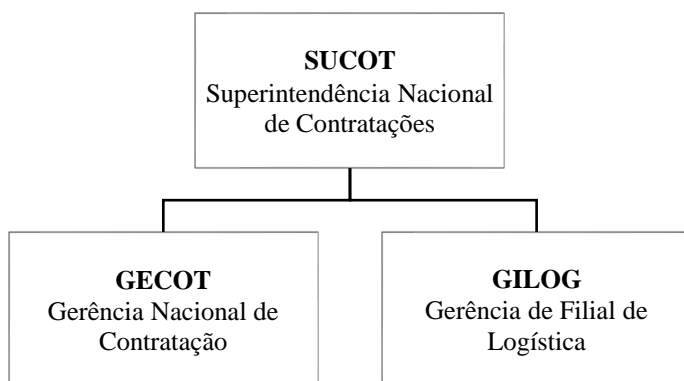 SUCOT
Superintendência Nacional
de Contratações
GECOT
Gerência Nacional de
Contratação
GILOG
Gerência de Filial de
Logística